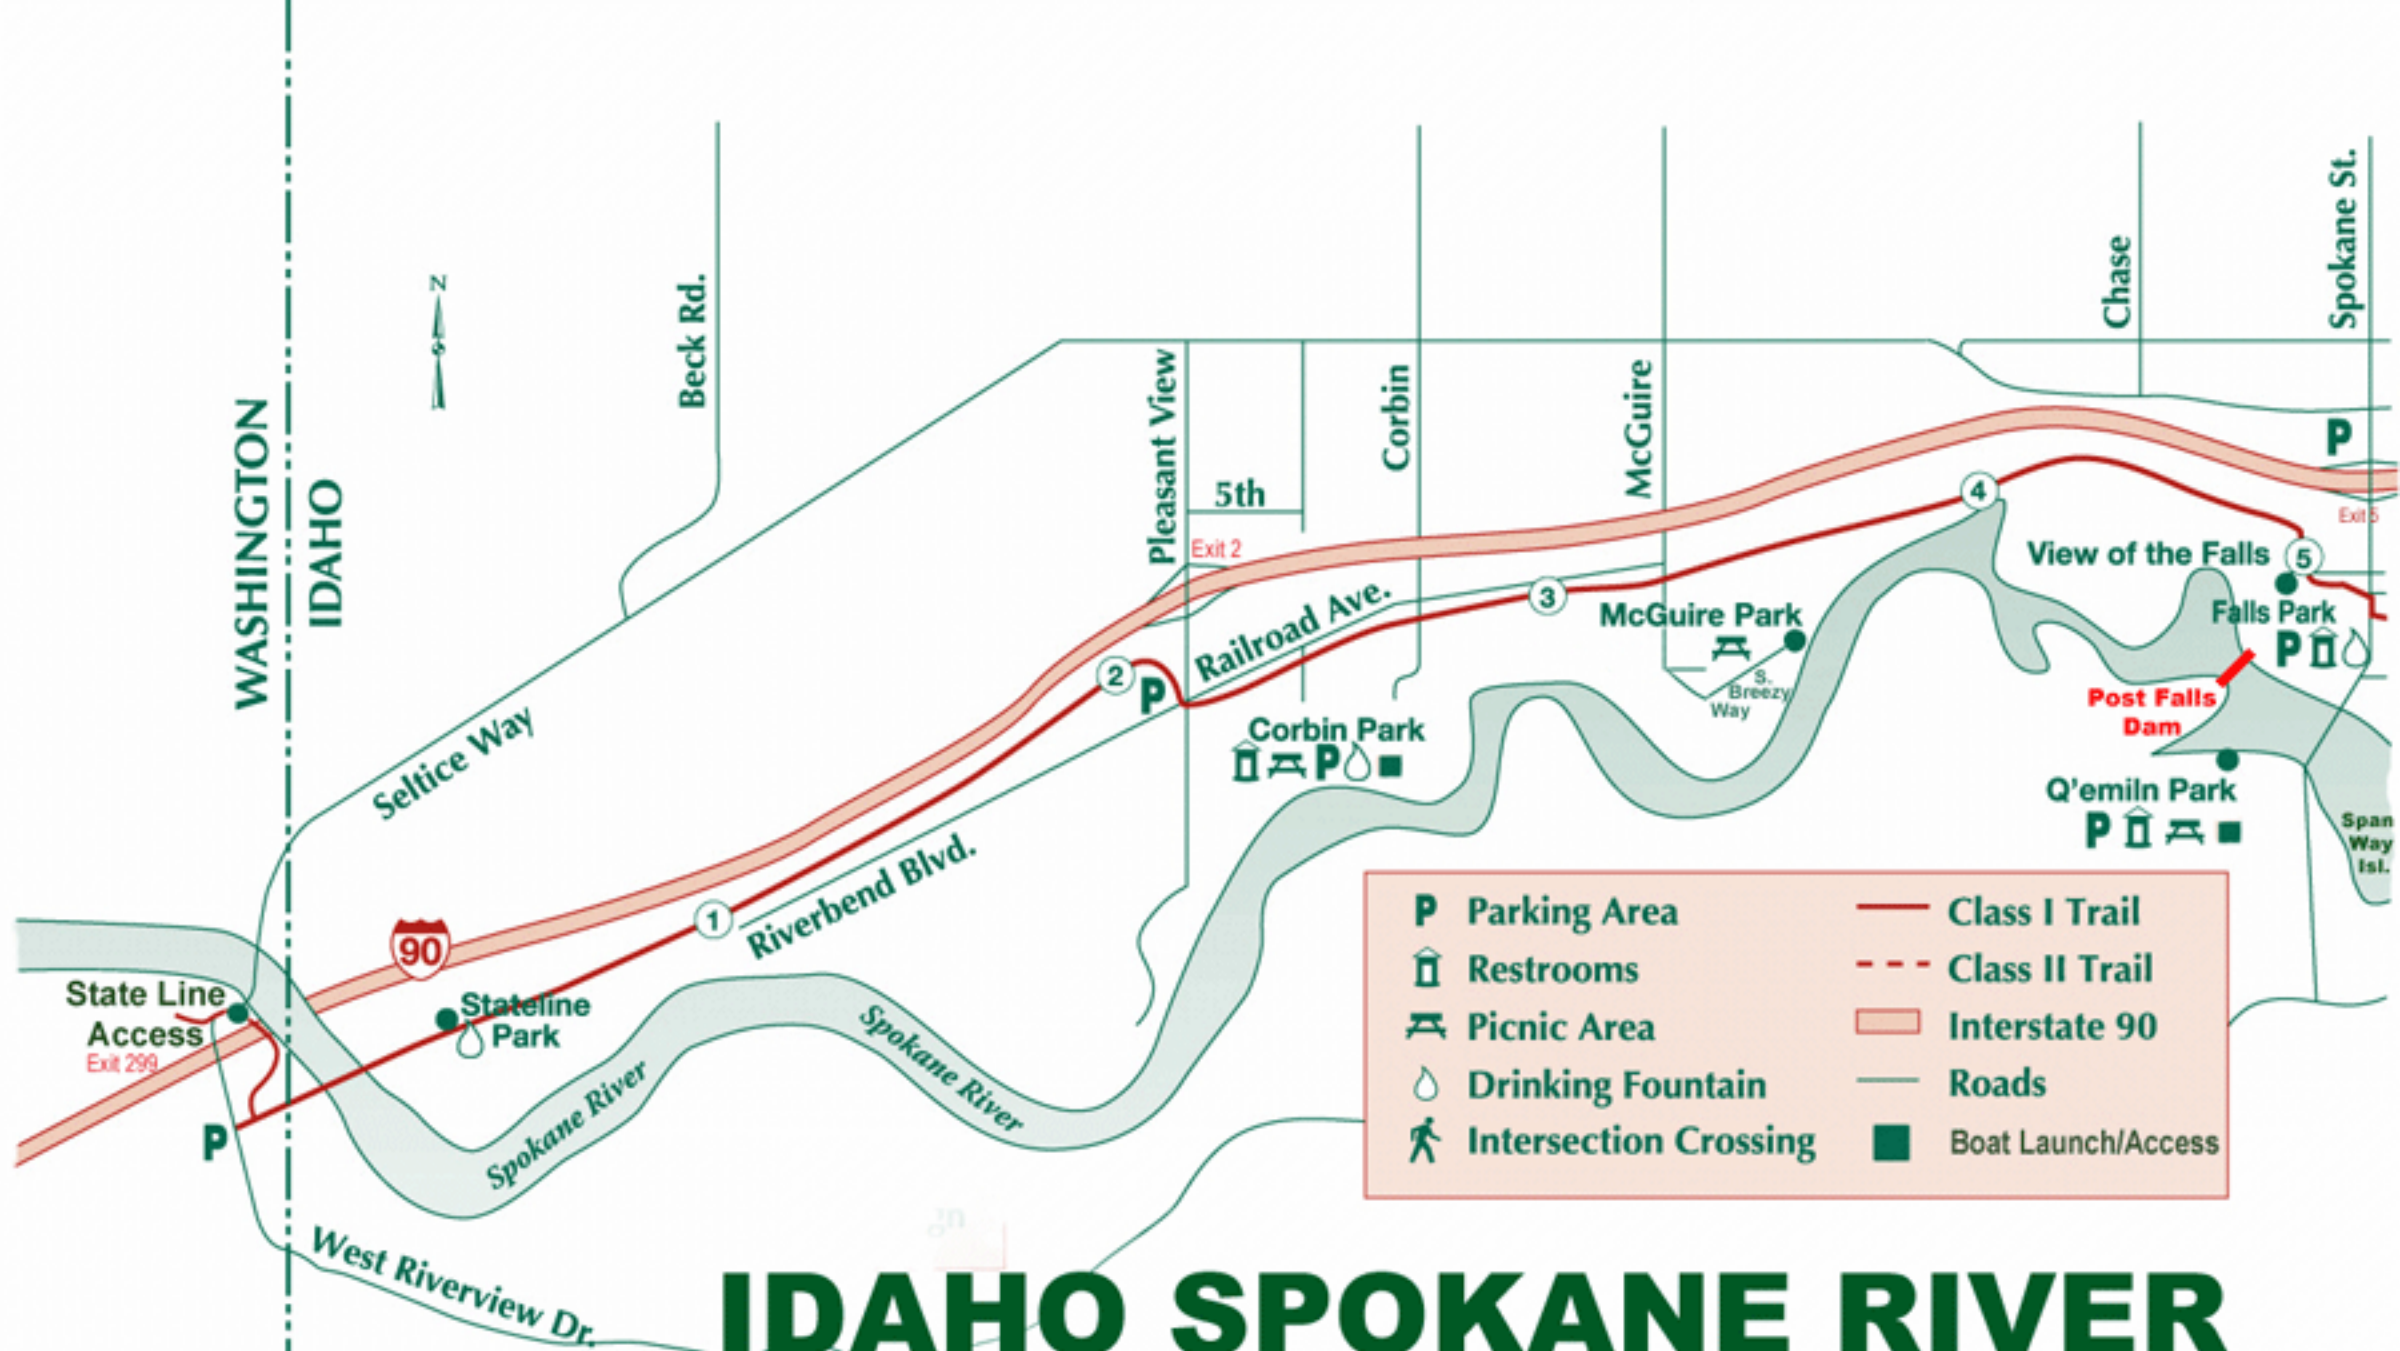 Spokane St.
Chase
N
S
Beck Rd.
Pleasant View
Corbin
McGuire
WASHINGTON
IDAHO
P
5th
Exit 2
4
Exit 5
View of the Falls
5
Railroad Ave.
3
McGuire Park
Falls Park
P
2
P
S.
Breezy
Way
Post Falls
Dam
Seltice Way
Corbin Park
P
Q'emiln Park
P
Span
Way
Isl.
Riverbend Blvd.
1
90
State Line
Access
Exit 299
Stateline
Park
Spokane River
Spokane River
P
P Parking Area
Restrooms
Picnic Area
Drinking Fountain
Intersection Crossing
Class I Trail
Class II Trail
Interstate 90
Roads
Boat Launch/Access
West Riverview Dr.
IDAHO SPOKANE RIVER